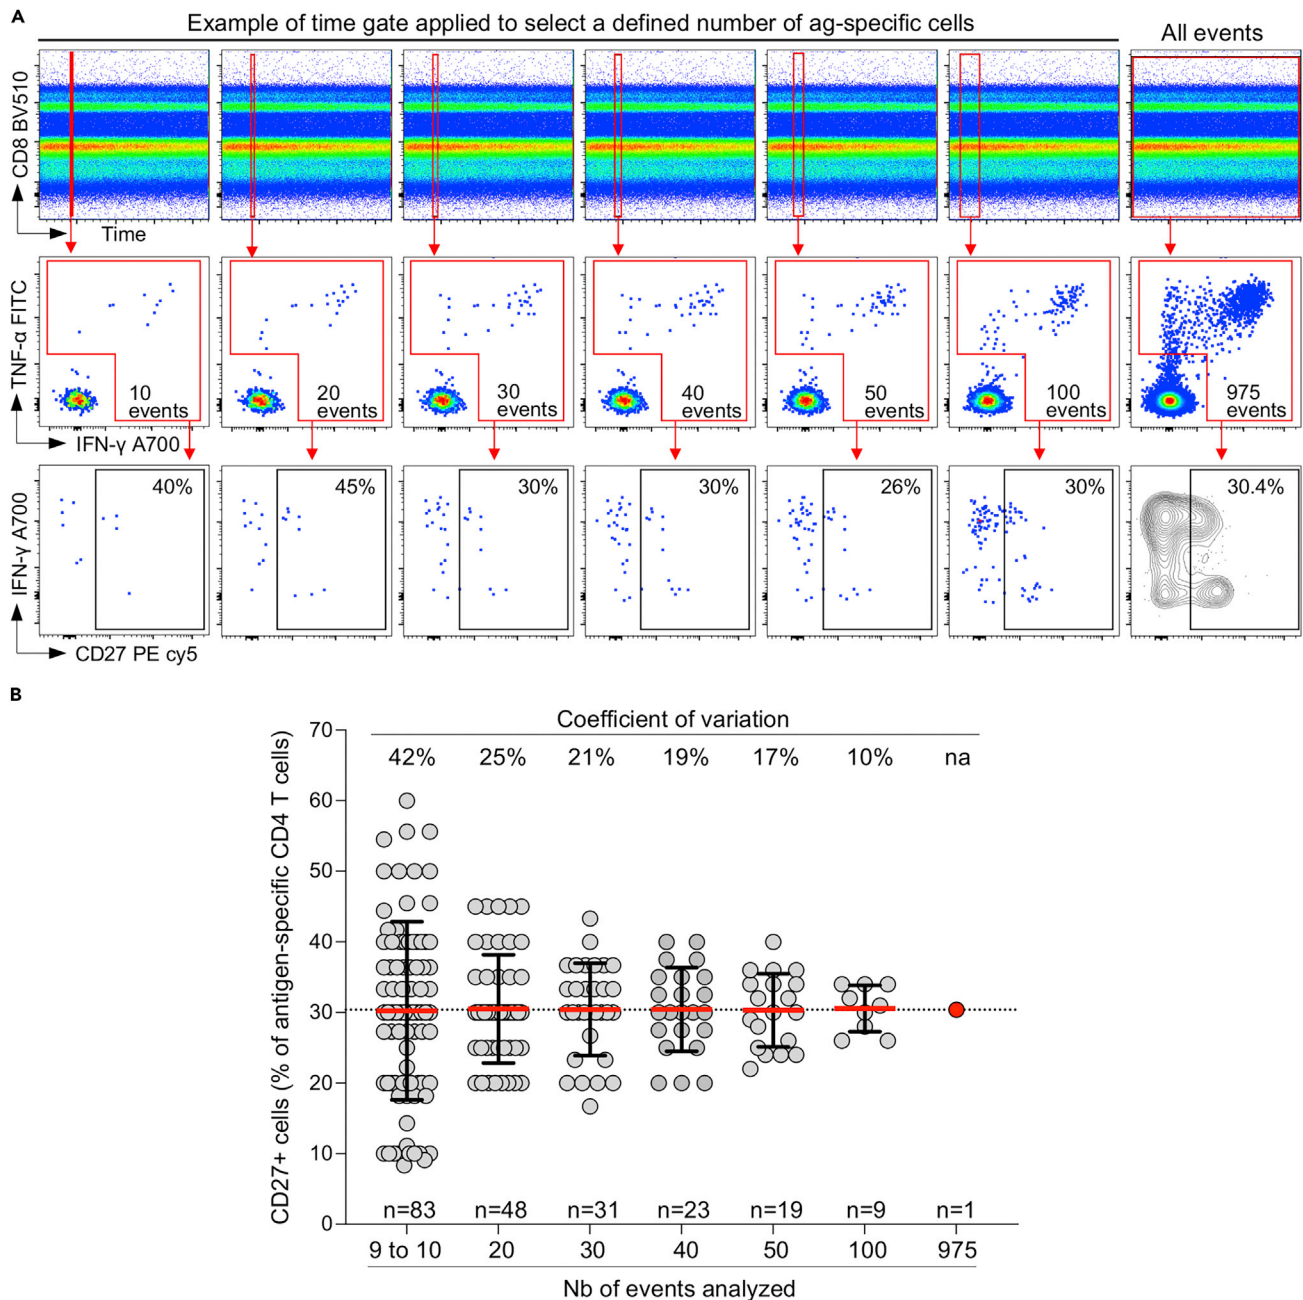 A
Example of time gate applied to select a defined number of ag-specific cells
All events
CD8 BV510
Time
TNF-α FITC
10
events
20
events
30
events
40
events
50
events
100
events
975
events
IFN-γ A700
IFN-γ A700
40%
45%
30%
30%
26%
30%
30.4%
CD27 PE cy5
B
Coefficient of variation
42% 25% 21% 19% 17% 10% na
CD27+ cells (% of antigen-specific CD4 T cells)
70
60
50
40
30
20
10
0
n=83 n=48 n=31 n=23 n=19 n=9 n=1
9 to 10 20 30 40 50 100 975
Nb of events analyzed